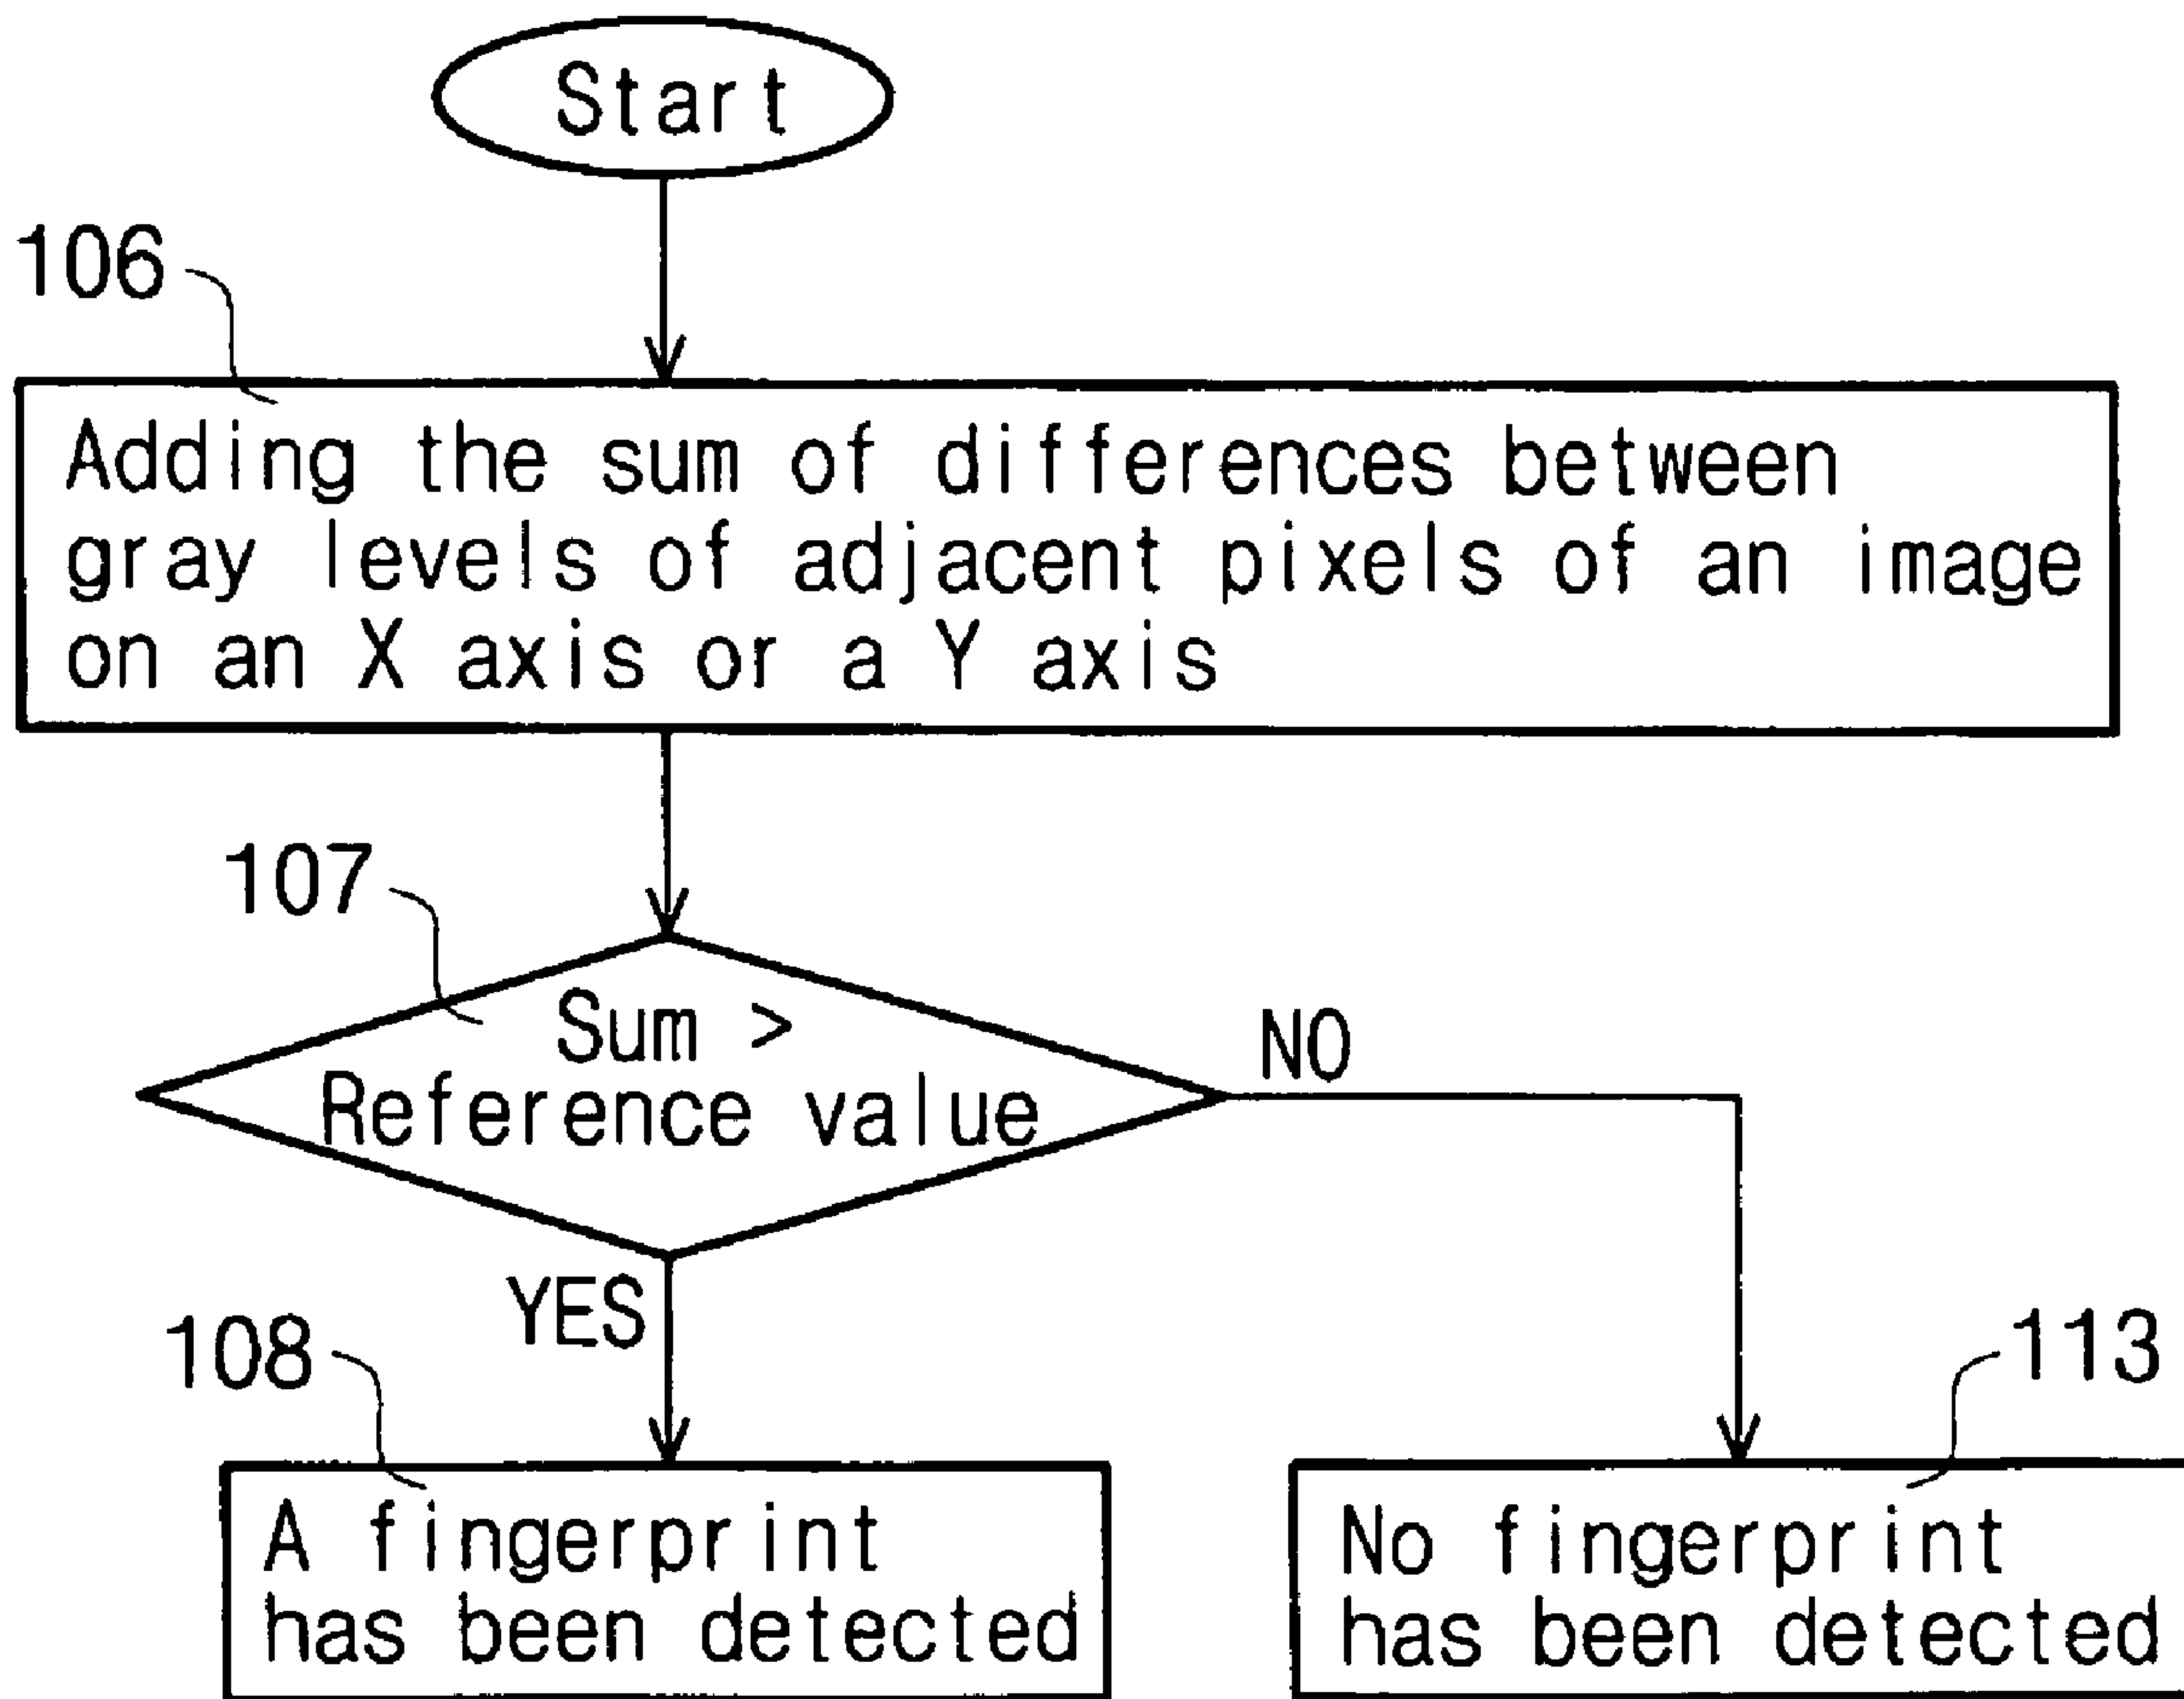 Start
106
Adding the sum of differences between
gray levels of adjacent pixels of an image
on an X axis or a Y axis
107
Sum >
Reference value
NO
YES
108
113
A fingerprint
has been detected
No fingerprint
has been detected